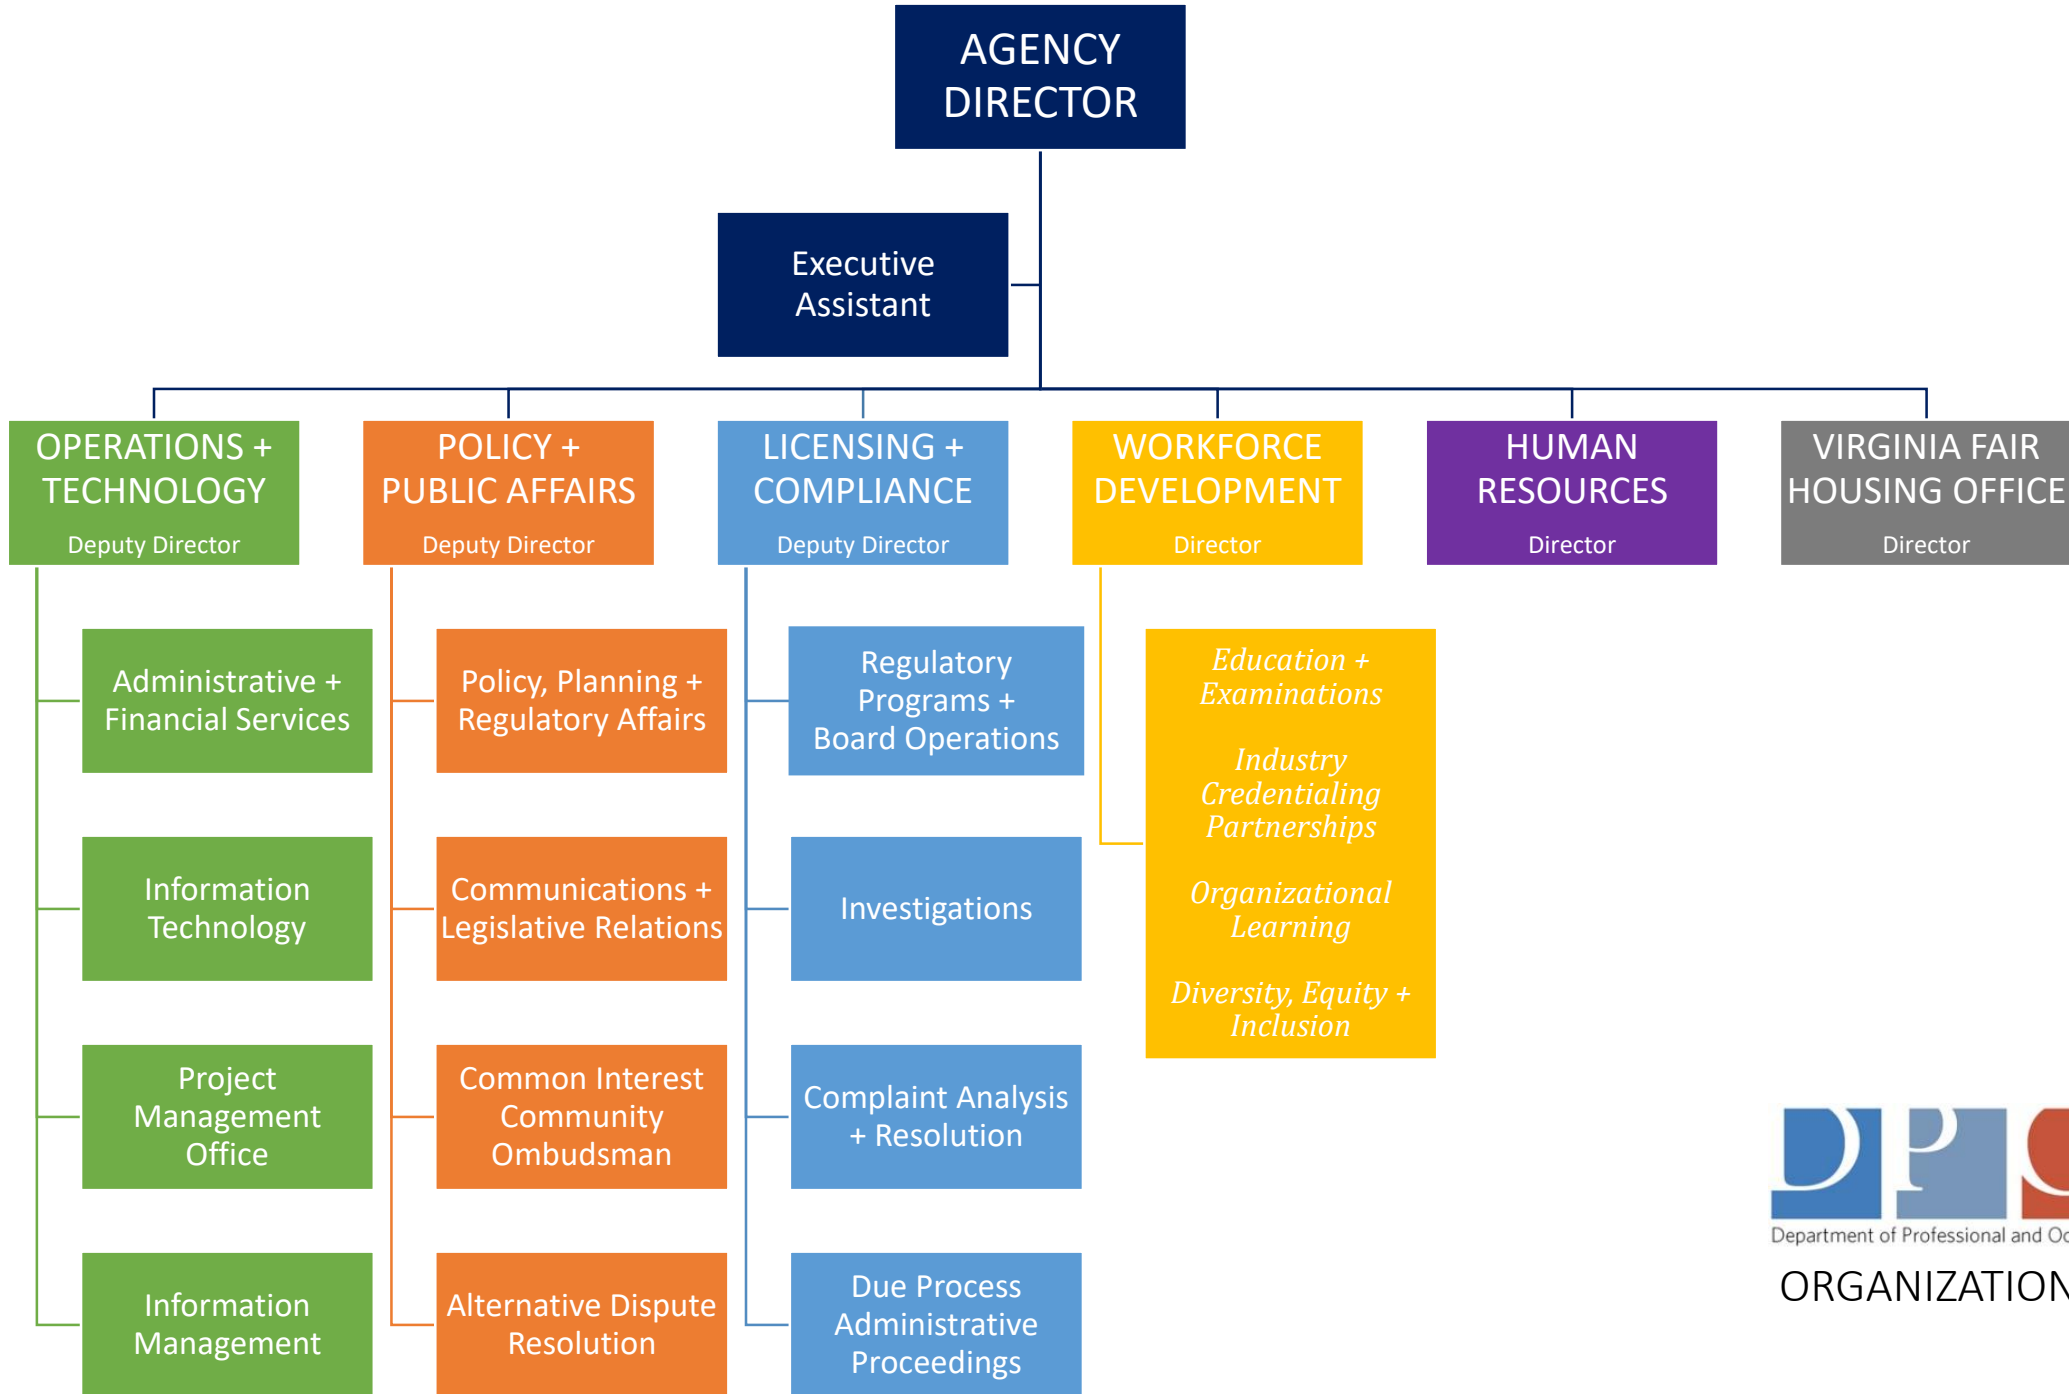 AGENCY
DIRECTOR
Executive
Assistant
OPERATIONS +
TECHNOLOGY
Deputy Director
POLICY +
PUBLIC AFFAIRS
Deputy Director
LICENSING +
COMPLIANCE
Deputy Director
WORKFORCE
DEVELOPMENT
Director
HUMAN
RESOURCES
Director
VIRGINIA FAIR
HOUSING OFFICE
Director
Administrative +
Financial Services
Information
Technology
Project
Management
Office
Information
Management
Policy, Planning +
Regulatory Affairs
Communications +
Legislative Relations
Common Interest
Community
Ombudsman
Alternative Dispute
Resolution
Regulatory
Programs +
Board Operations
Investigations
Complaint Analysis
+ Resolution
Due Process
Administrative
Proceedings
Education +
Examinations
Industry
Credentialing
Partnerships
Organizational
Learning
Diversity, Equity +
Inclusion
DP
Department of Professional and
ORGANIZATION